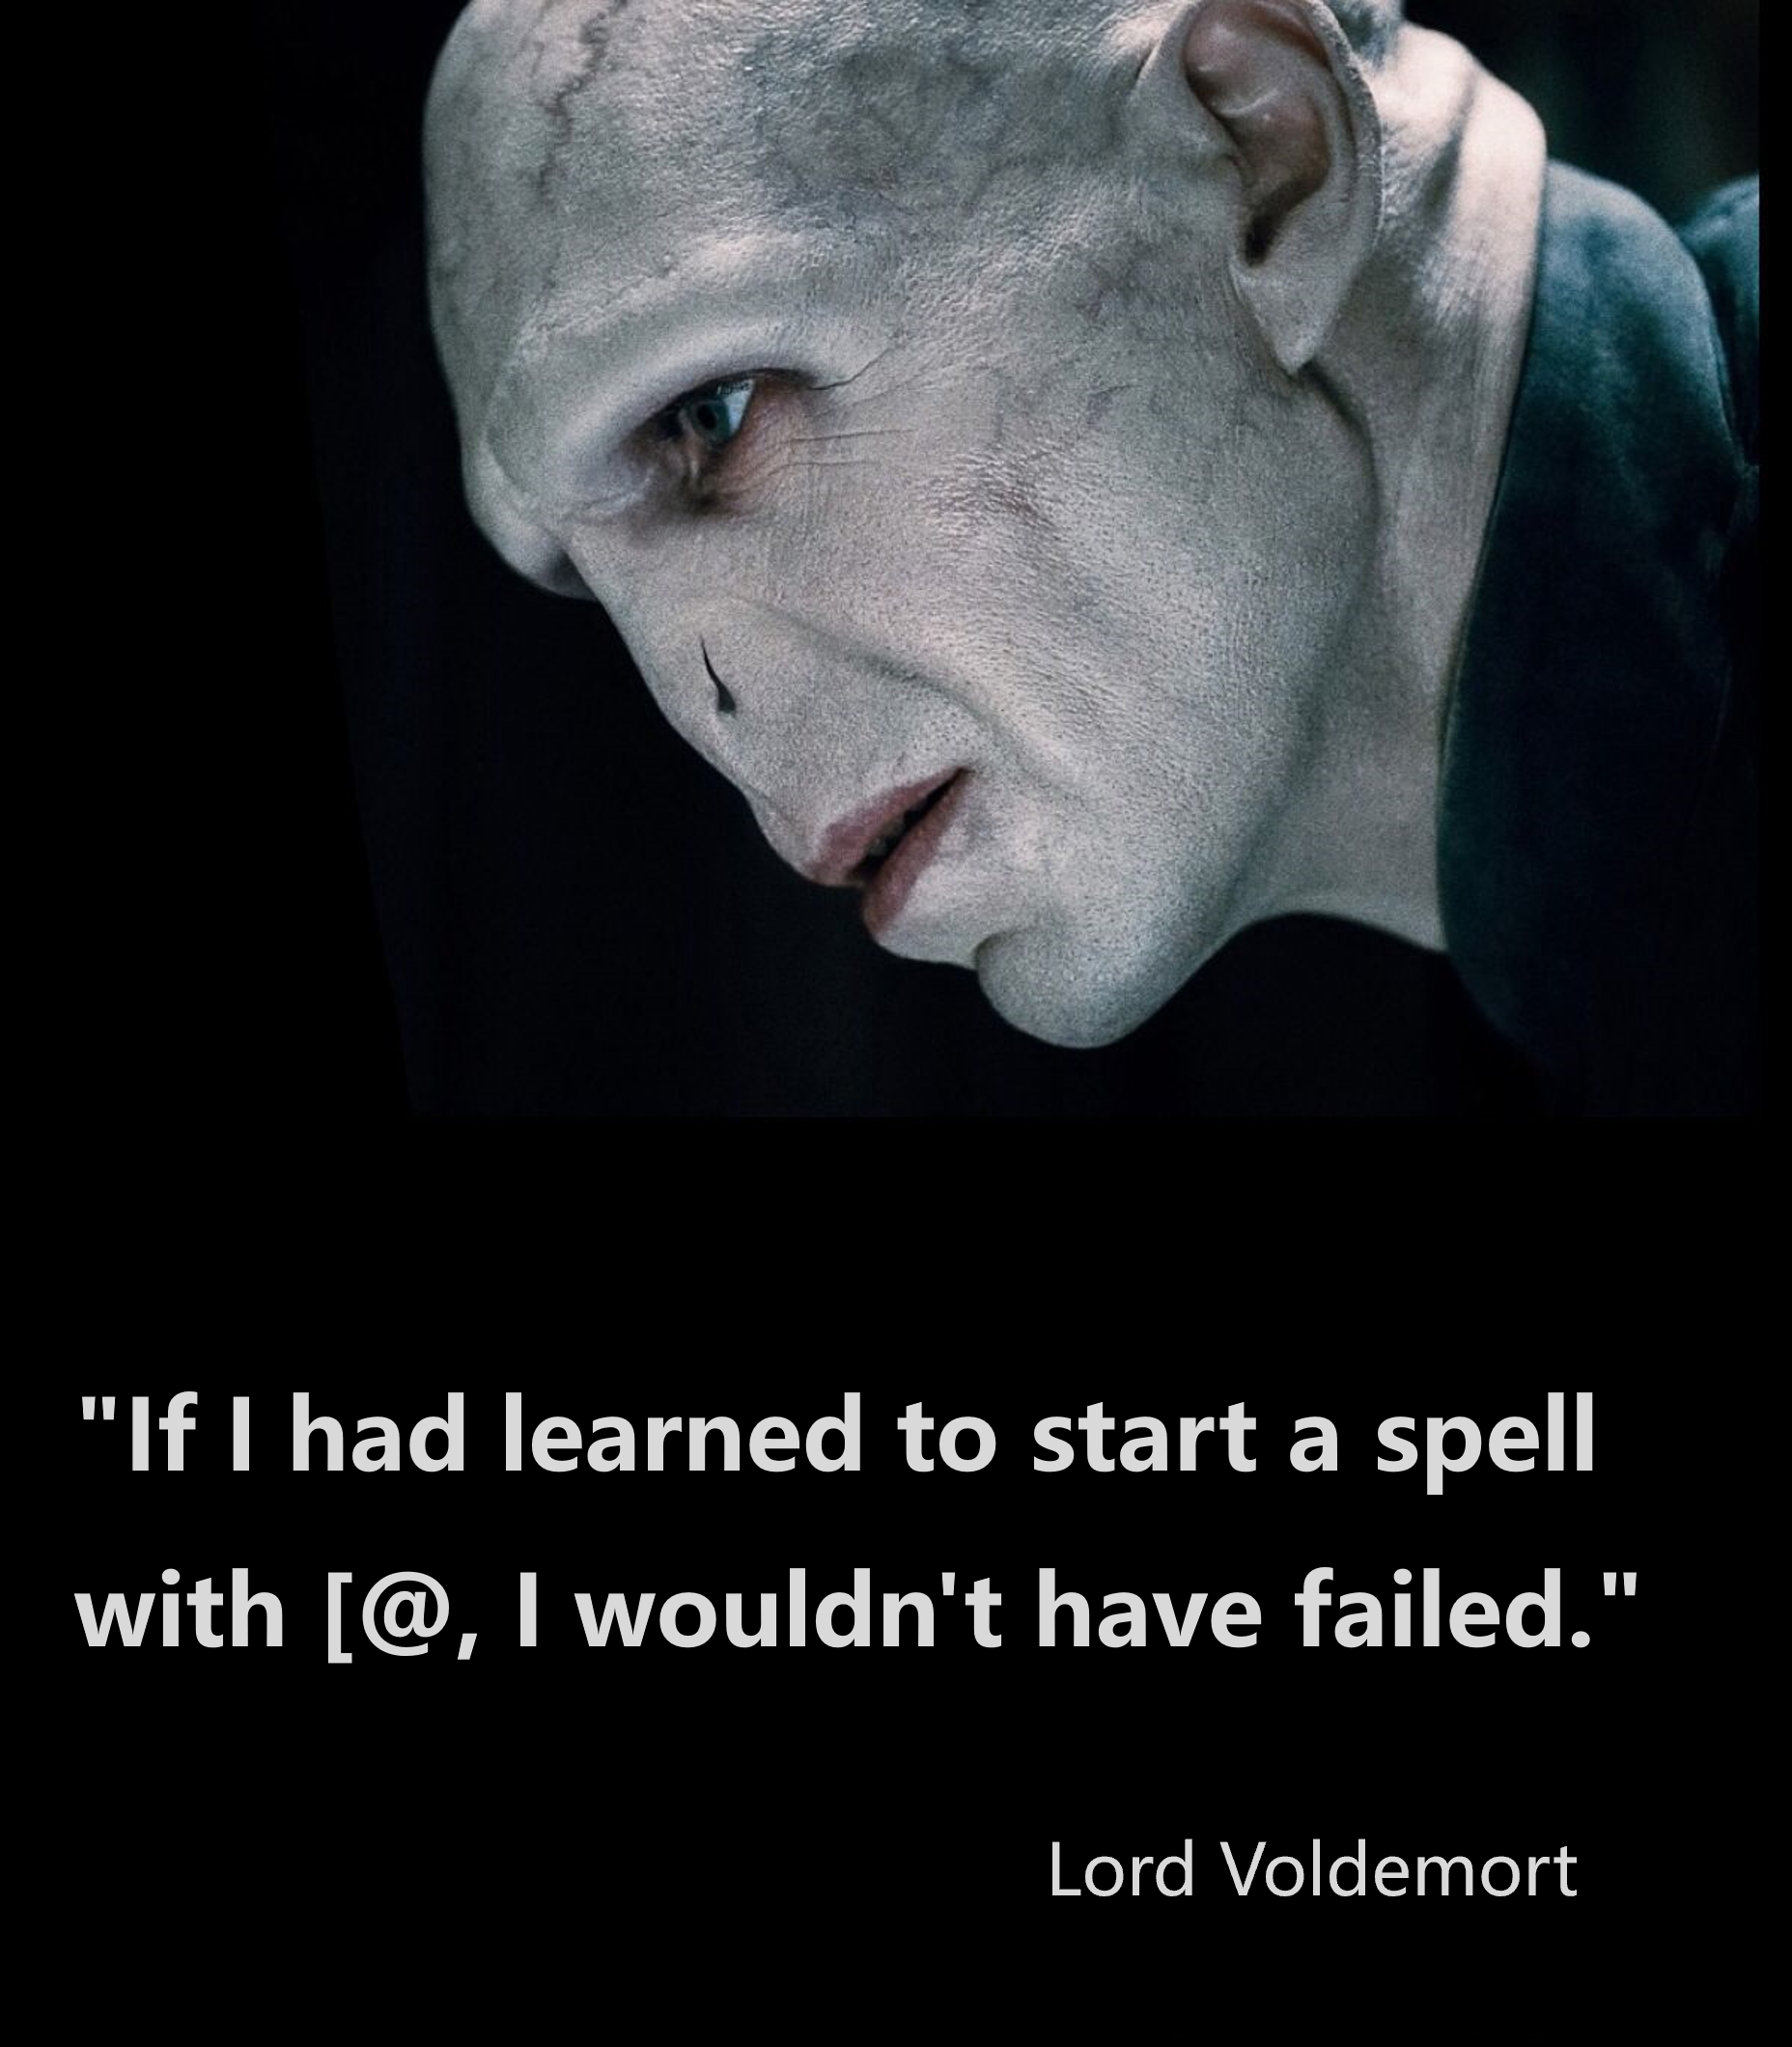 "If I had learned to start a spell
with [@, I wouldn't have failed."
Lord Voldemort